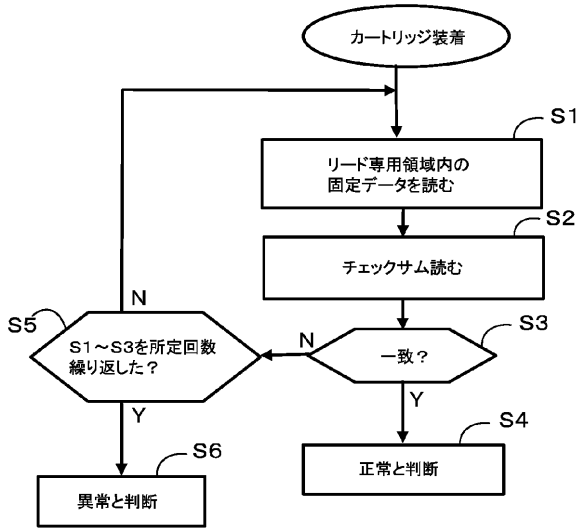 カートリッジ装着
S1
リード専用領域内の
固定データを読む
S2
チェックサム読む
N
S5
S1～S3を所定回数
繰り返した？
N
S3
一致？
Y
Y
S4
正常と判断
S6
異常と判断